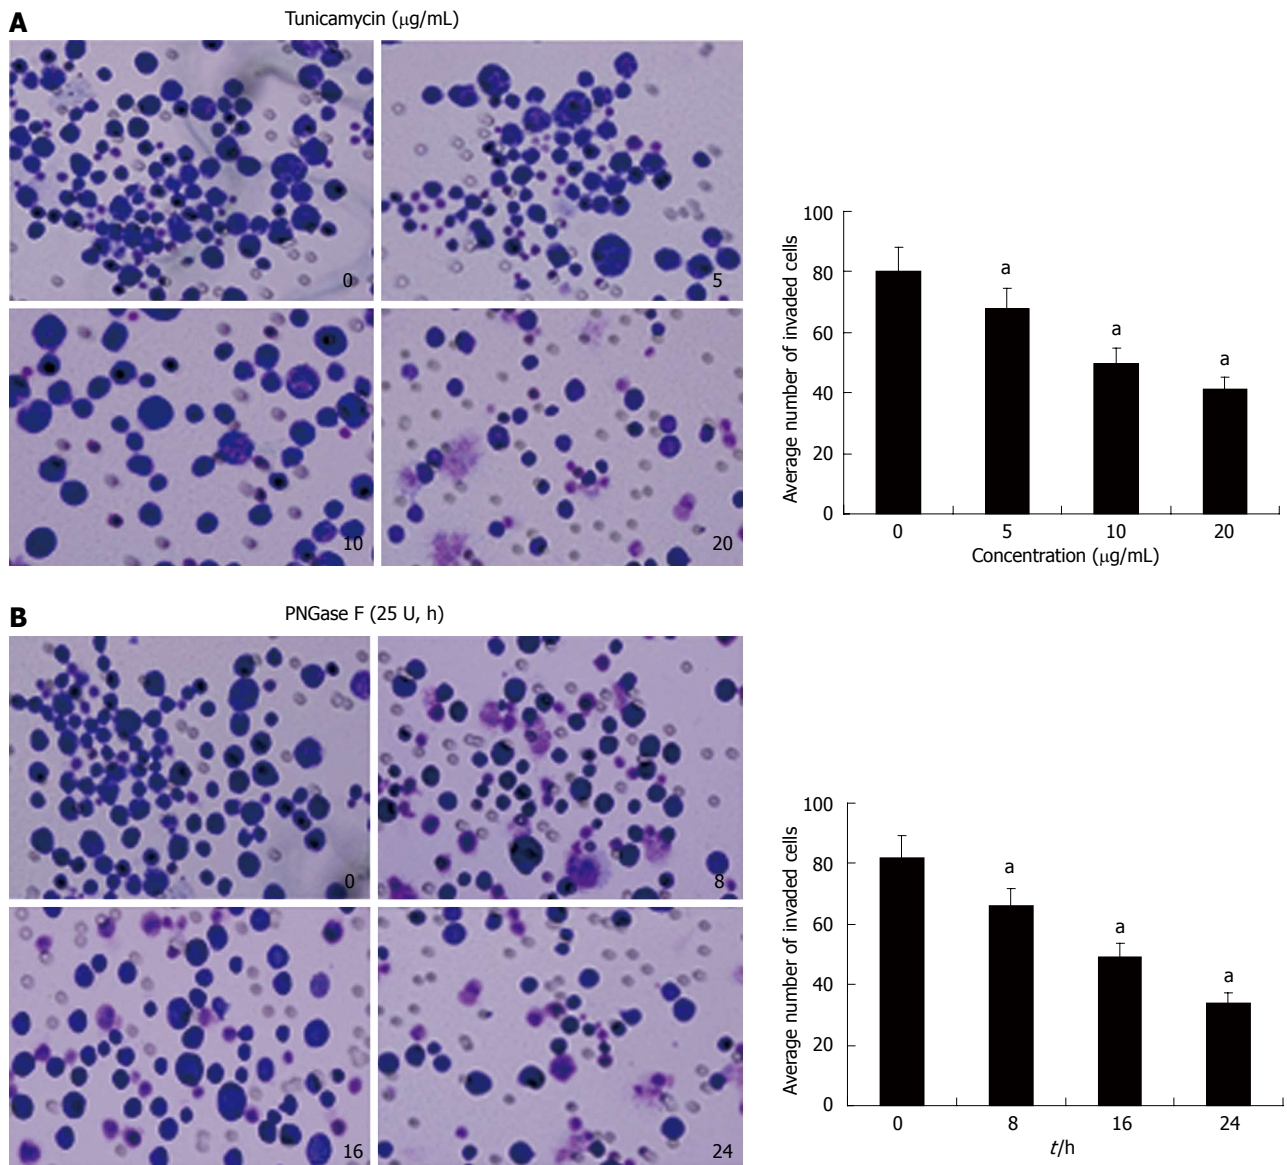 A
Tunicamycin (μg/mL)
0
5
10
20
Average number of invaded cells
100
80
60
40
20
0
a
a
a
0 5 10 20
Concentration (μg/mL)
B
PNGase F (25 U, h)
0
8
16
24
Average number of invaded cells
100
80
60
40
20
0
a
a
a
0 8 16 24
t/h